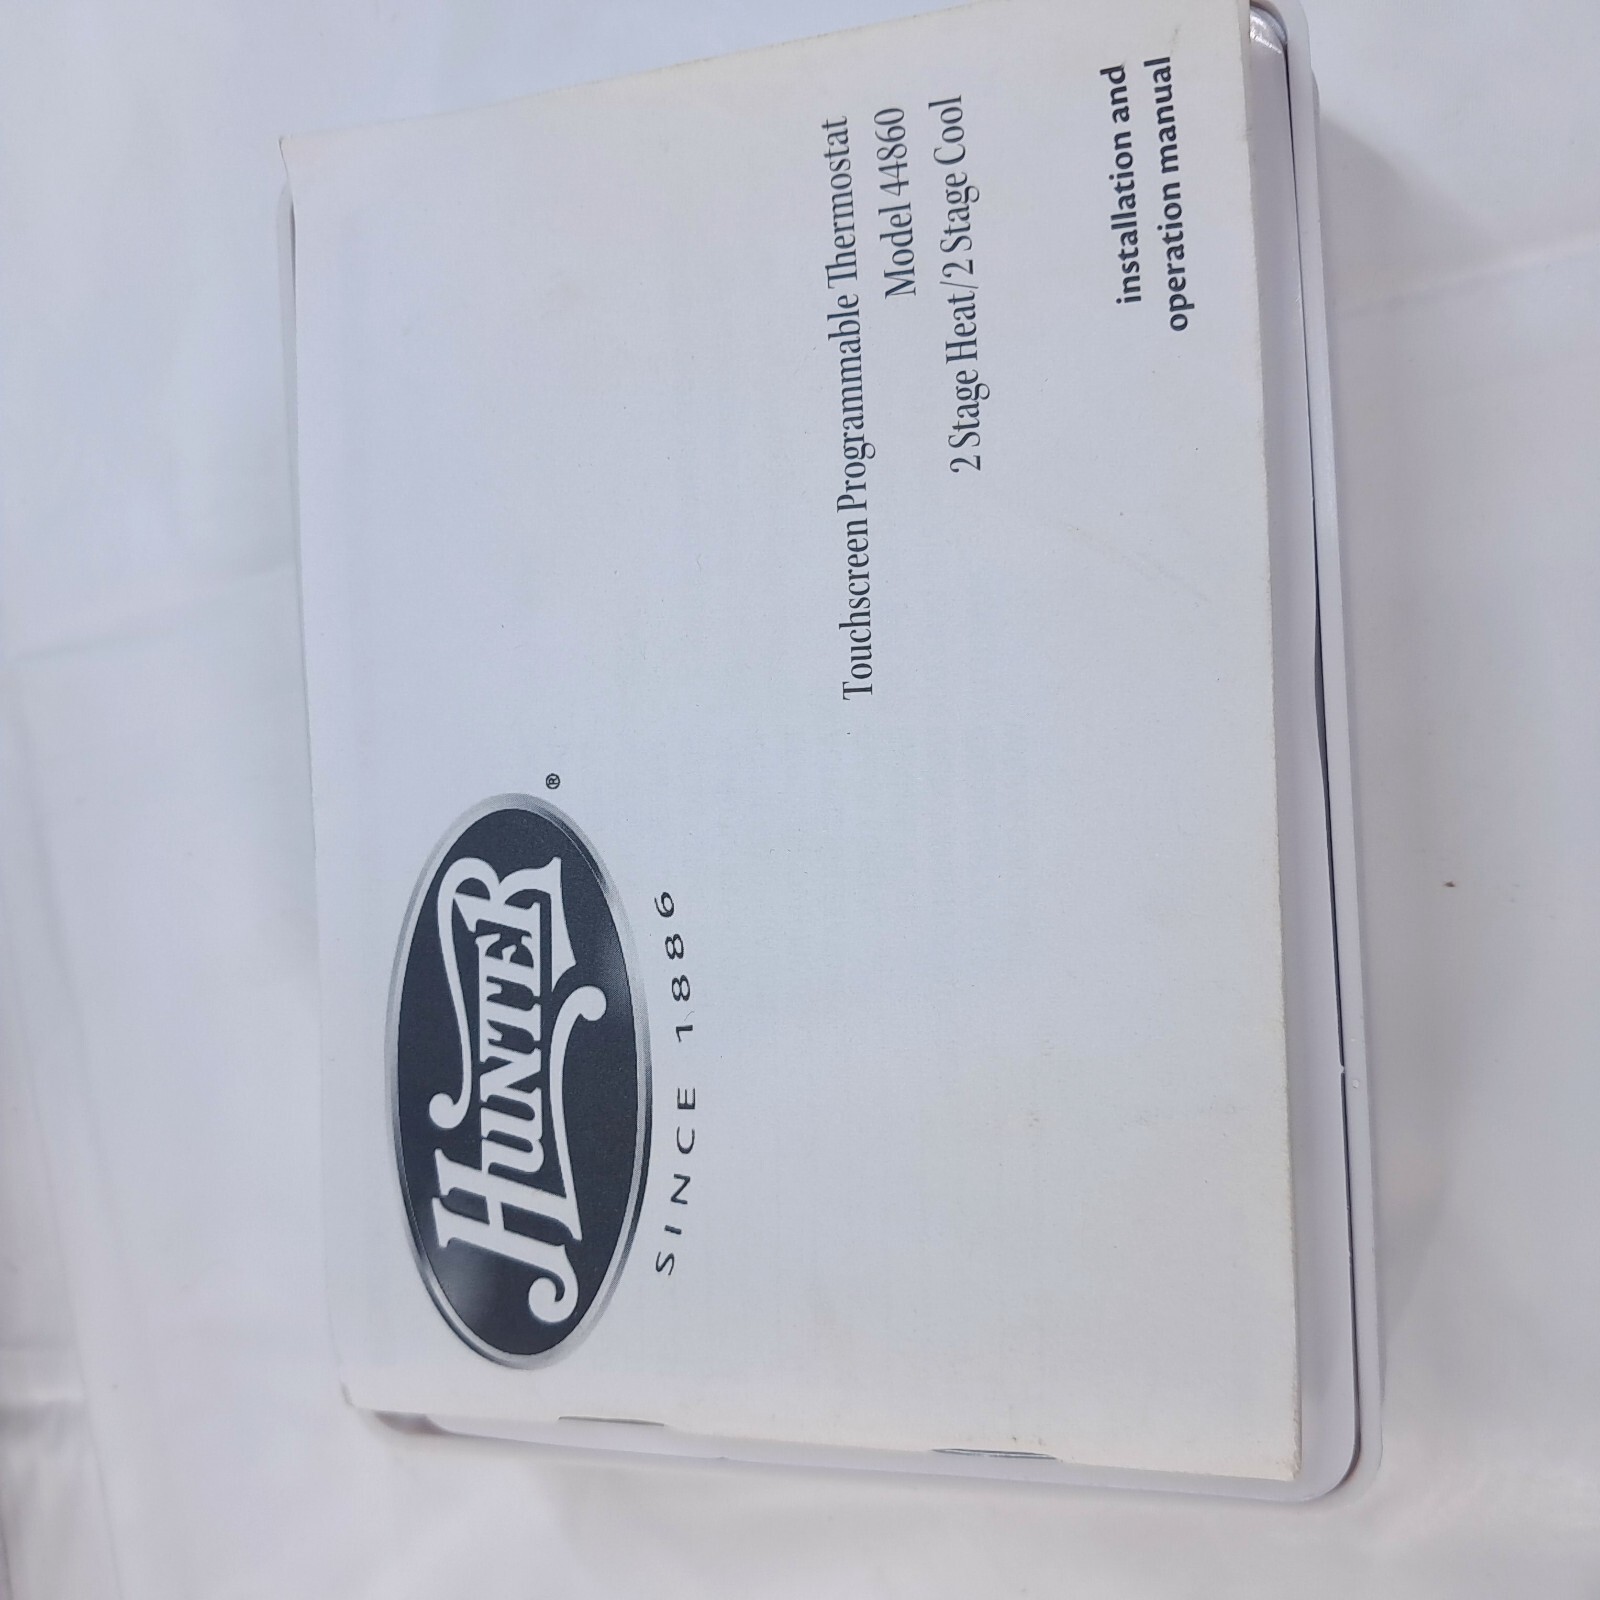 HUNTER®
SINCE 1886
Touchscreen Programmable Thermostat
Model 44860
2 Stage Heat/2 Stage Cool
installation and
operation manual